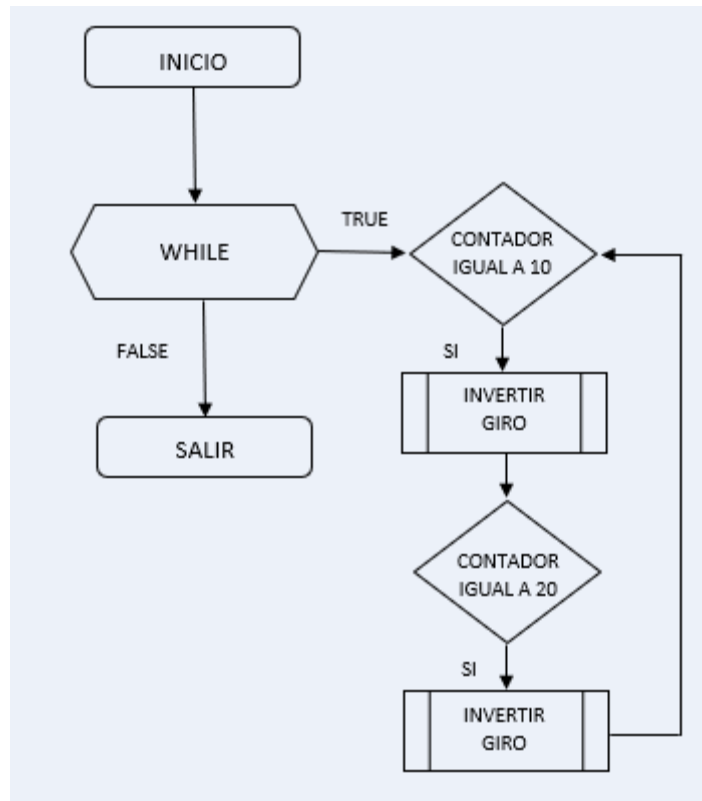 INICIO
WHILE
TRUE
CONTADOR
IGUAL A 10
FALSE
SI
INVERTIR
GIRO
SALIR
CONTADOR
IGUAL A 20
SI
INVERTIR
GIRO